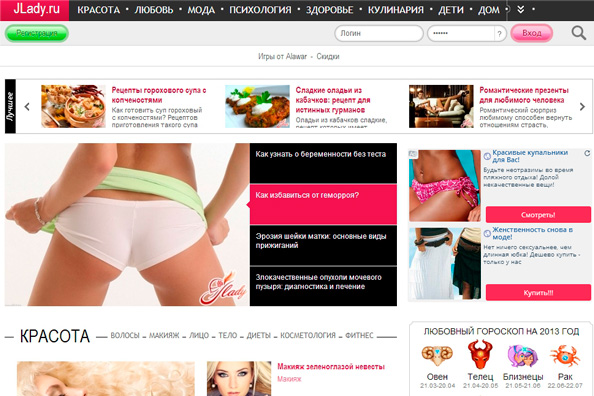 JLady.ru
КРАСОТА • ЛЮБОВЬ • МОДА • ПСИХОЛОГИЯ • ЗДОРОВЬЕ • КУЛИНАРИЯ • ДЕТИ • ДОМ •
Регистрация
Логин
?
Вход
Игры от Alawar - Скидки
Лучшее
Рецепты горохового супа с
копченостями
Как готовить суп гороховый
с копченостями? Рецептов
приготовления такого супа
Сладкие оладьи из
кабачков: рецепт для
истинных гурманов
Оладьи из кабачков сладкие,
рецепт которых имеет
Романтические презенты
для любимого человека
Романтический сюрприз
любимому способен вернуть
отношениям страсть,
Как узнать о беременности без теста
Как избавиться от геморроя?
Эрозия шейки матки: основные виды
прижиганий
Злокачественные опухоли мочевого
пузыря: диагностика и лечение
Jlady
Красивые купальники
для Вас!
Будьте неотразимы во время
пляжного отдыха! Долой
некачественные вещи!
Смотреть!
Женственность снова в
моде!
Нет ничего сексуальнее, чем
длинная юбка! Дешево купить -
только у нас
Купить!!!
КРАСОТА
ВОЛОСЫ – МАКИЯЖ – ЛИЦО – ТЕЛО – ДИЕТЫ – КОСМЕТОЛОГИЯ – ФИТНЕС
Макияж зеленоглазой невесты
Макияж
ЛЮБОВНЫЙ ГОРОСКОП НА 2013 ГОД
Овен
21.03-20.04
Телец
21.04-20.05
Близнецы
21.05-21.06
Рак
22.06-22.07